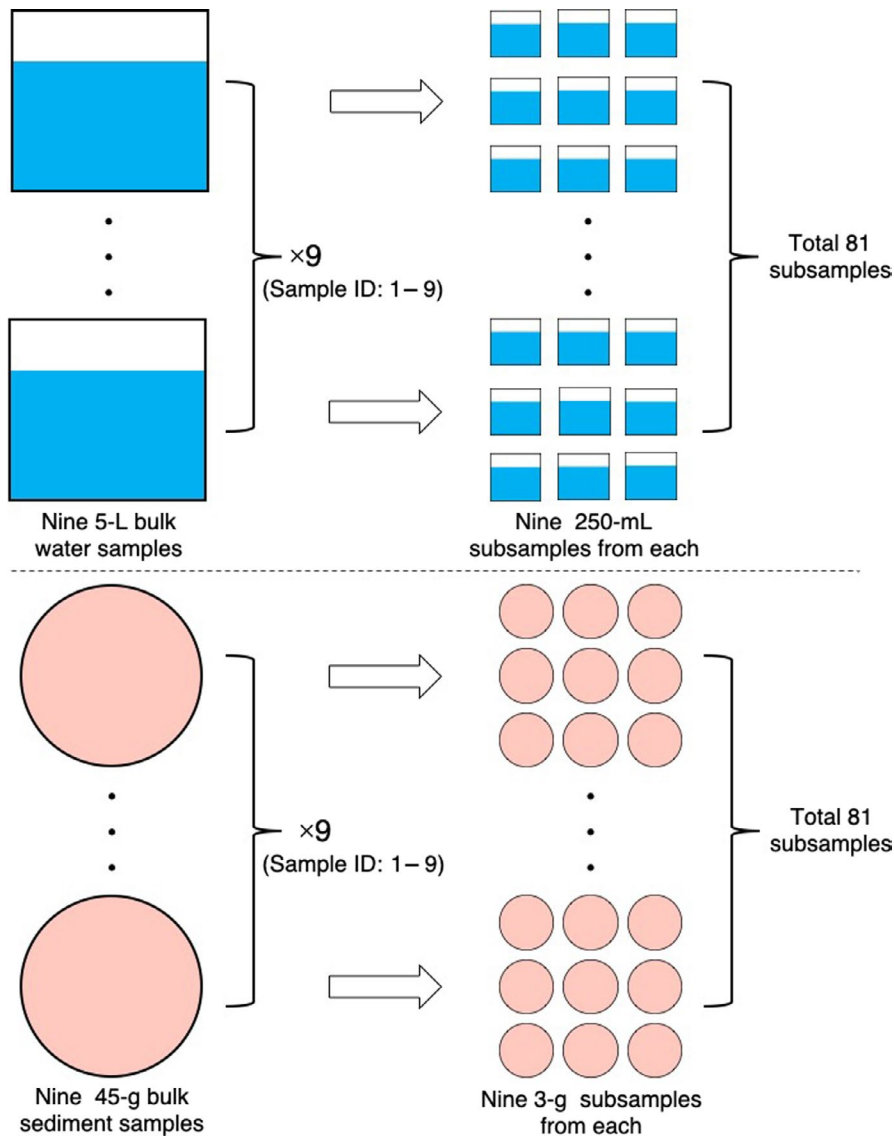 ×9
(Sample ID: 1–9)
Total 81
subsamples
Nine 5-L bulk
water samples
Nine 250-mL
subsamples from each
×9
(Sample ID: 1–9)
Total 81
subsamples
Nine 45-g bulk
sediment samples
Nine 3-g subsamples
from each